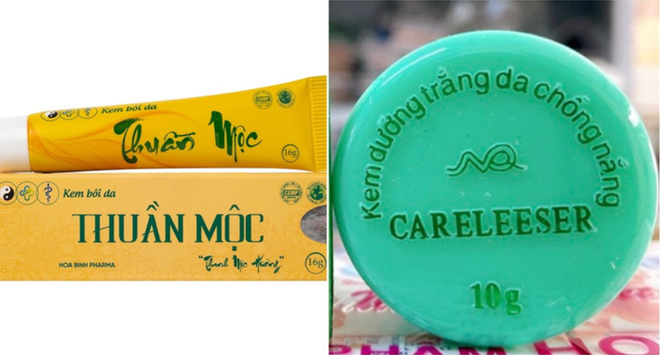 Kem bôi da
Thuần Mộc
16g
Kem bôi da
THUẦN MỘC
"Thanh Mộc Hương"
HOA BINH PHARMA
16g
Kem dưỡng trắng da chống nắng
NQ
CARELEESER
10g